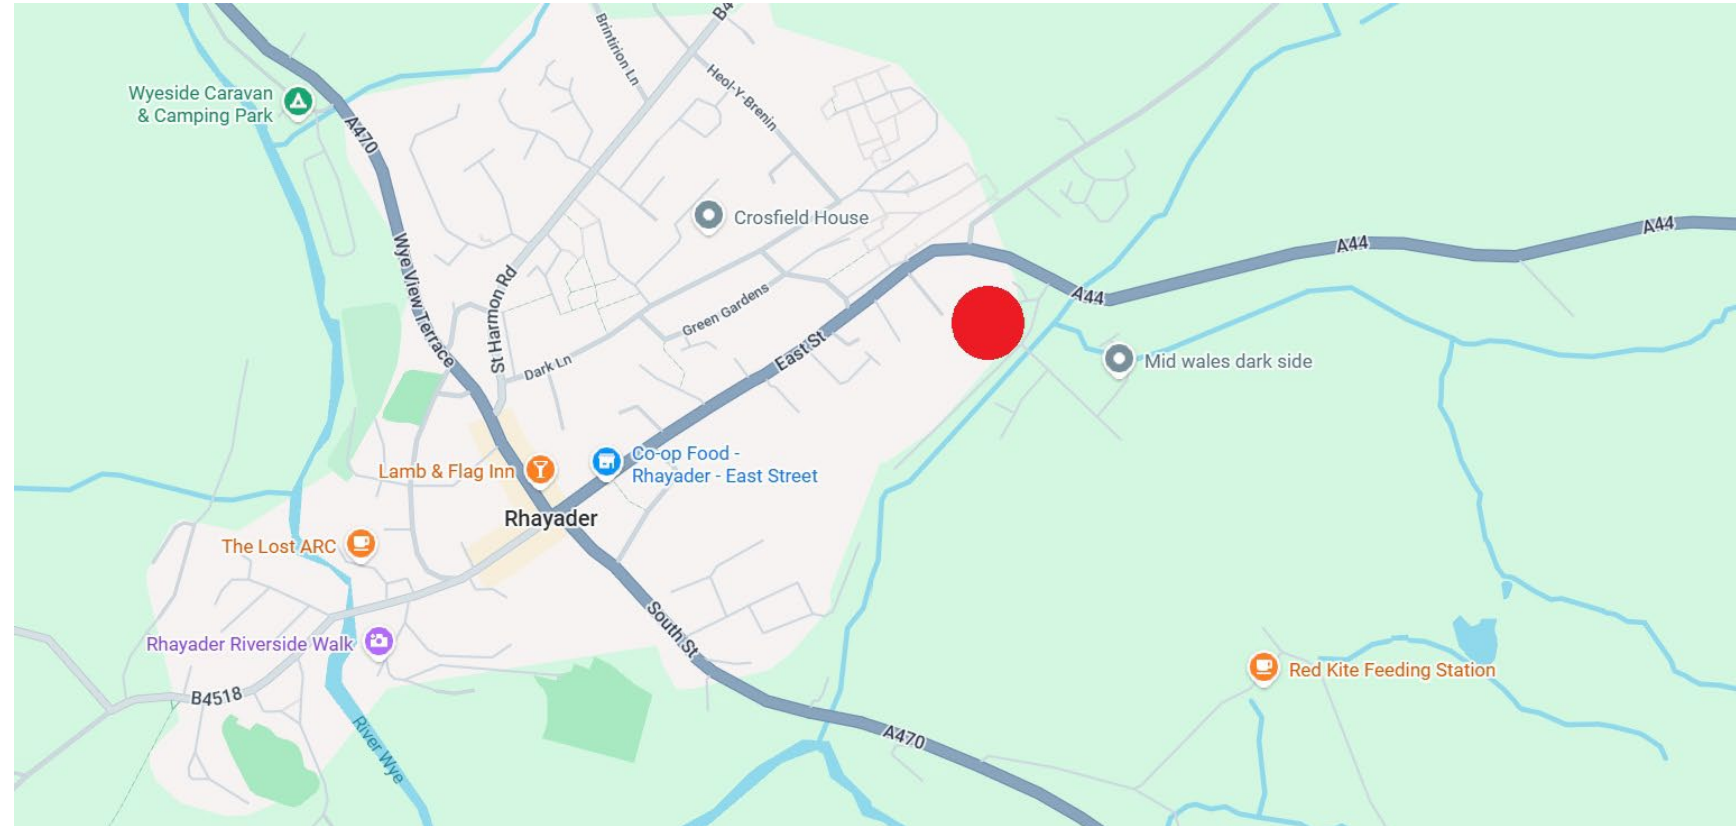 B4
Brintirion Ln
Heol-Y-Brenin
Wyeside Caravan
& Camping Park
A470
Crosfield House
A44
A44
A44
Wye View Terrace
St Harmon Rd
Green Gardens
Dark Ln
East St
Mid wales dark side
Lamb & Flag Inn
Co-op Food -
Rhayader - East Street
Rhayader
The Lost ARC
South St
Rhayader Riverside Walk
Red Kite Feeding Station
B4518
River Wye
A470